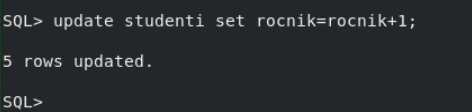 SQL> update studenti set rocnik=rocnik+1;
5 rows updated.
SQL>